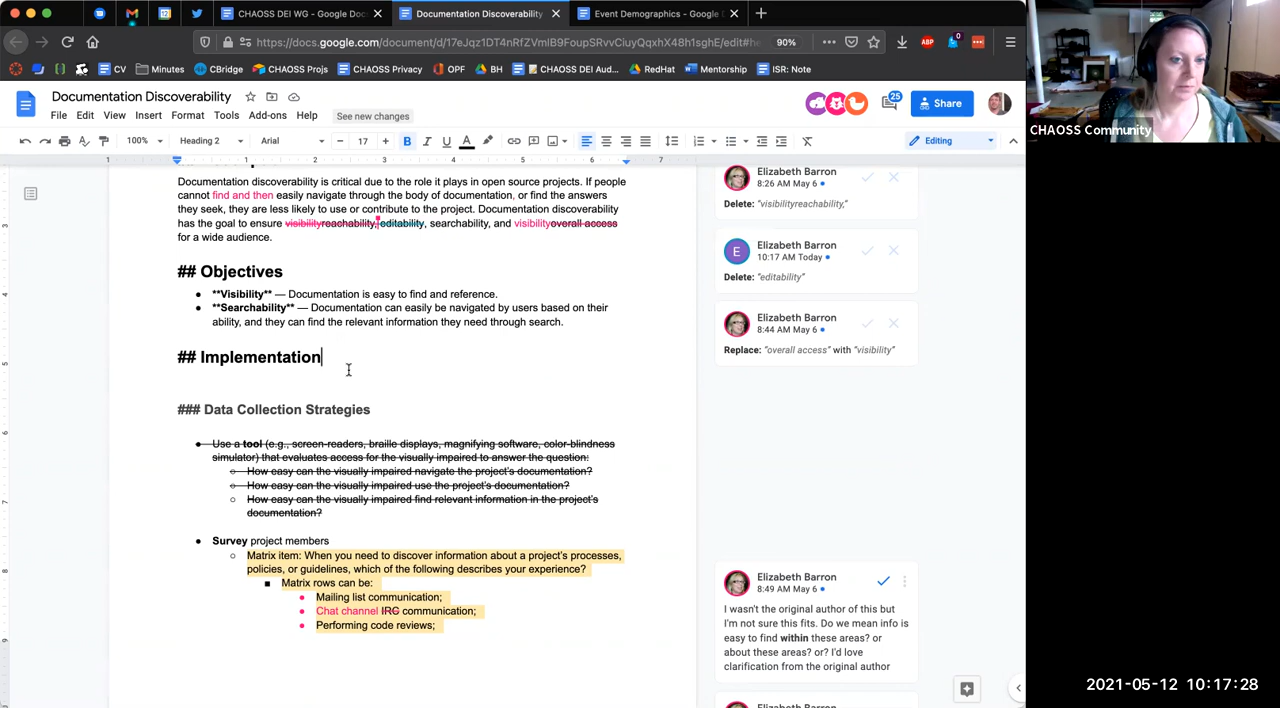 CHAOSS DEI WG - Google Doc
Documentation Discoverability
Event Demographics - Google
https://docs.google.com/document/d/17eJqz1DT4nRfZVmIB9FoupSRvvCiuyQqxhX48h1sghE/edit#he
90%
ABP
0
CV
Minutes
CBridge
CHAOSS Projs
CHAOSS Privacy
OPF
BH
CHAOSS DEI Aud...
RedHat
Mentorship
ISR: Note
Documentation Discoverability
File Edit View Insert Format Tools Add-ons Help
See new changes
25
Share
100%
Heading 2
Arial
17
Editing
1 1 2 3 4 5 6 7
Documentation discoverability is critical due to the role it plays in open source projects. If people
cannot find and then easily navigate through the body of documentation, or find the answers
they seek, they are less likely to use or contribute to the project. Documentation discoverability
has the goal to ensure visibilityreachability, editability, searchability, and visibilityoverall access
for a wide audience.
## Objectives
● **Visibility** — Documentation is easy to find and reference.
● **Searchability** — Documentation can easily be navigated by users based on their
ability, and they can find the relevant information they need through search.
## Implementation
### Data Collection Strategies
● Use a tool (e.g., screen-readers, braille displays, magnifying software, color-blindness
simulator) that evaluates access for the visually impaired to answer the question:
○ How easy can the visually impaired navigate the project's documentation?
○ How easy can the visually impaired use the project's documentation?
○ How easy can the visually impaired find relevant information in the project's
documentation?
● Survey project members
○ Matrix item: When you need to discover information about a project's processes,
policies, or guidelines, which of the following describes your experience?
■ Matrix rows can be:
● Mailing list communication;
● Chat channel IRC communication;
● Performing code reviews;
Elizabeth Barron
8:26 AM May 6
Delete: "visibilityreachability,"
E
Elizabeth Barron
10:17 AM Today
Delete: "editability"
Elizabeth Barron
8:44 AM May 6
Replace: "overall access" with "visibility"
Elizabeth Barron
8:49 AM May 6
I wasn't the original author of this but
I'm not sure this fits. Do we mean info is
easy to find within these areas? or
about these areas? or? I'd love
clarification from the original author
CHAOSS Community
2021-05-12 10:17:28